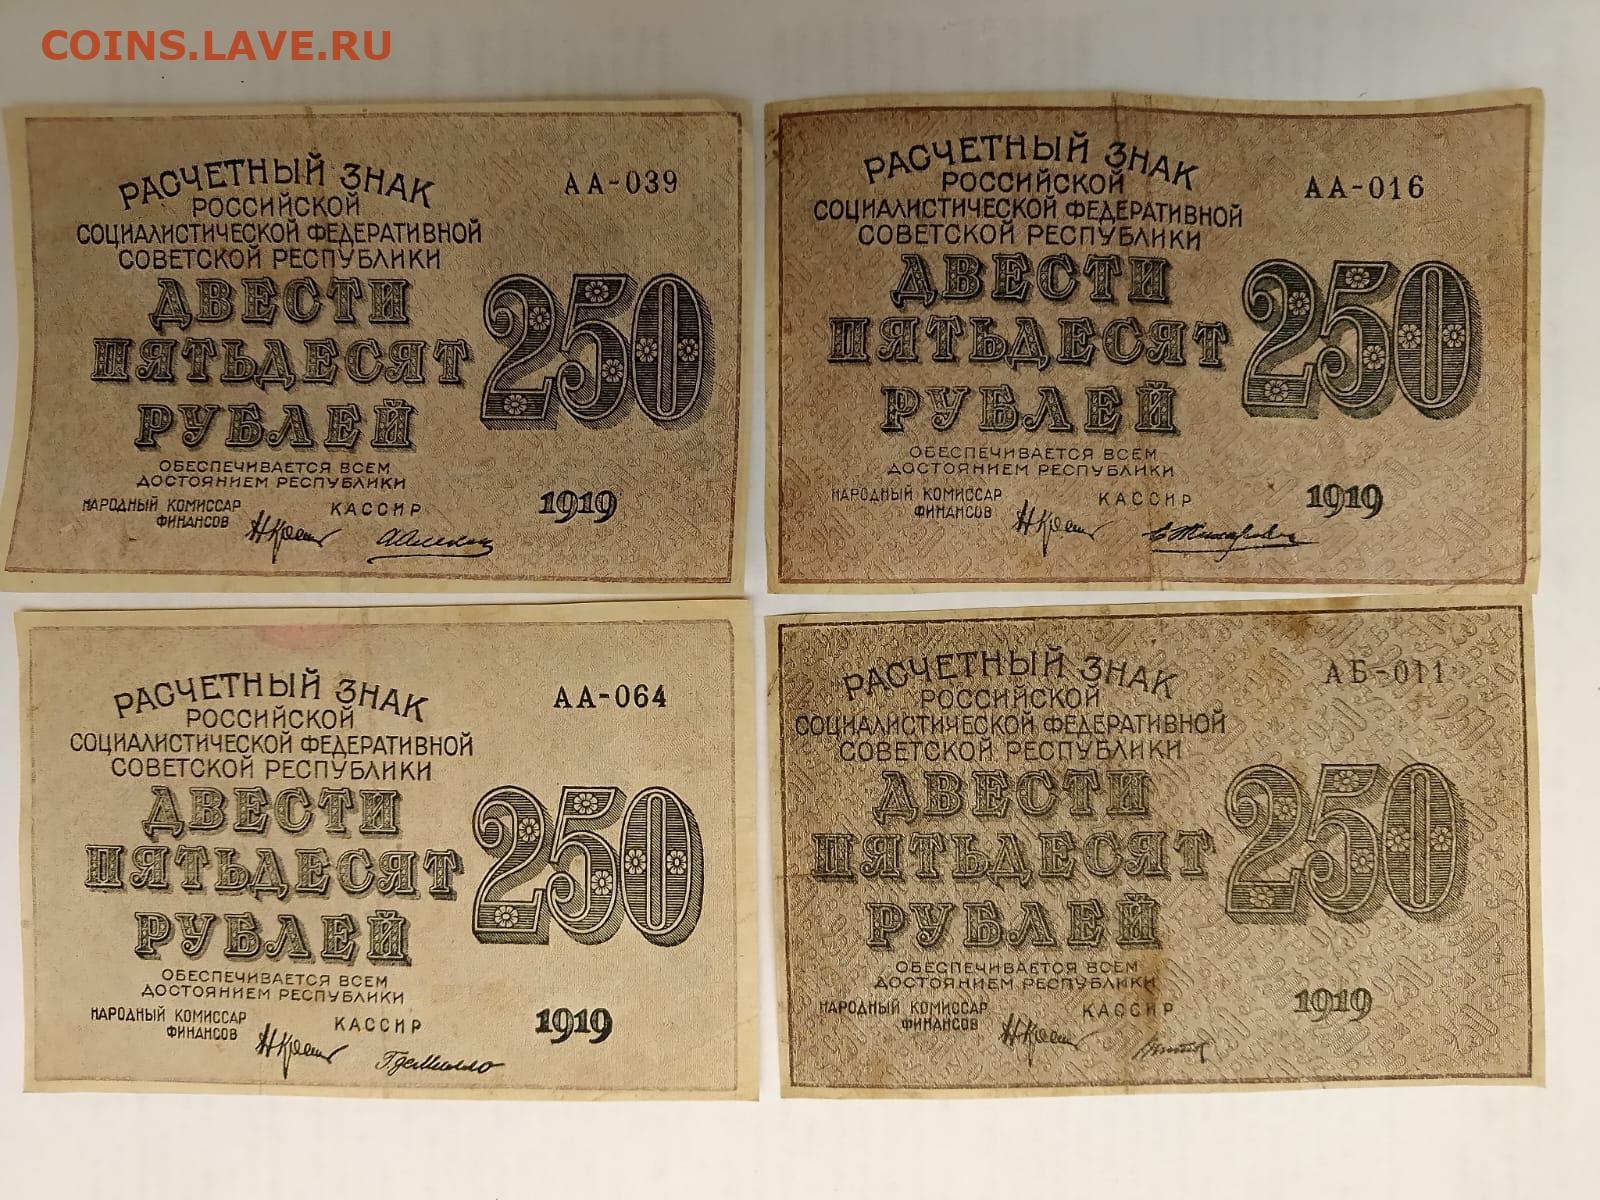 COINS.LAVE.RU
РАСЧЕТНЫЙ ЗНАК
РОССИЙСКОЙ
СОЦИАЛИСТИЧЕСКОЙ ФЕДЕРАТИВНОЙ
СОВЕТСКОЙ РЕСПУБЛИКИ
АА-039
ДВЕСТИ
ПЯТЬДЕСЯТ
РУБЛЕЙ
250
ОБЕСПЕЧИВАЕТСЯ ВСЕМ
ДОСТОЯНИЕМ РЕСПУБЛИКИ
НАРОДНЫЙ КОМИССАР
ФИНАНСОВ
КАССИР
1919
РАСЧЕТНЫЙ ЗНАК
РОССИЙСКОЙ
СОЦИАЛИСТИЧЕСКОЙ ФЕДЕРАТИВНОЙ
СОВЕТСКОЙ РЕСПУБЛИКИ
АА-016
ДВЕСТИ
ПЯТЬДЕСЯТ
РУБЛЕЙ
250
ОБЕСПЕЧИВАЕТСЯ ВСЕМ
ДОСТОЯНИЕМ РЕСПУБЛИКИ
НАРОДНЫЙ КОМИССАР
ФИНАНСОВ
КАССИР
1919
РАСЧЕТНЫЙ ЗНАК
РОССИЙСКОЙ
СОЦИАЛИСТИЧЕСКОЙ ФЕДЕРАТИВНОЙ
СОВЕТСКОЙ РЕСПУБЛИКИ
АА-064
ДВЕСТИ
ПЯТЬДЕСЯТ
РУБЛЕЙ
250
ОБЕСПЕЧИВАЕТСЯ ВСЕМ
ДОСТОЯНИЕМ РЕСПУБЛИКИ
НАРОДНЫЙ КОМИССАР
ФИНАНСОВ
КАССИР
Г.деМилло
1919
РАСЧЕТНЫЙ ЗНАК
РОССИЙСКОЙ
СОЦИАЛИСТИЧЕСКОЙ ФЕДЕРАТИВНОЙ
СОВЕТСКОЙ РЕСПУБЛИКИ
АБ-011
ДВЕСТИ
ПЯТЬДЕСЯТ
РУБЛЕЙ
250
ОБЕСПЕЧИВАЕТСЯ ВСЕМ
ДОСТОЯНИЕМ РЕСПУБЛИКИ
НАРОДНЫЙ КОМИССАР
ФИНАНСОВ
КАССИР
1919